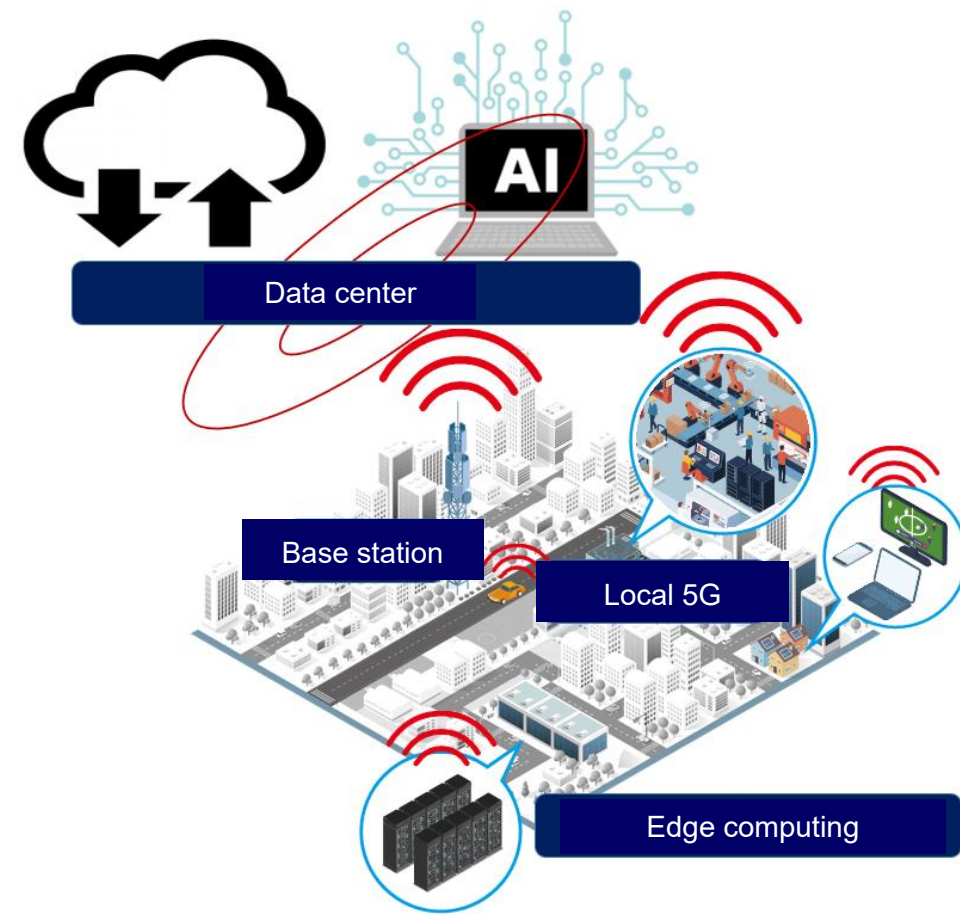 AI
Data center
Base station
Local 5G
Edge computing